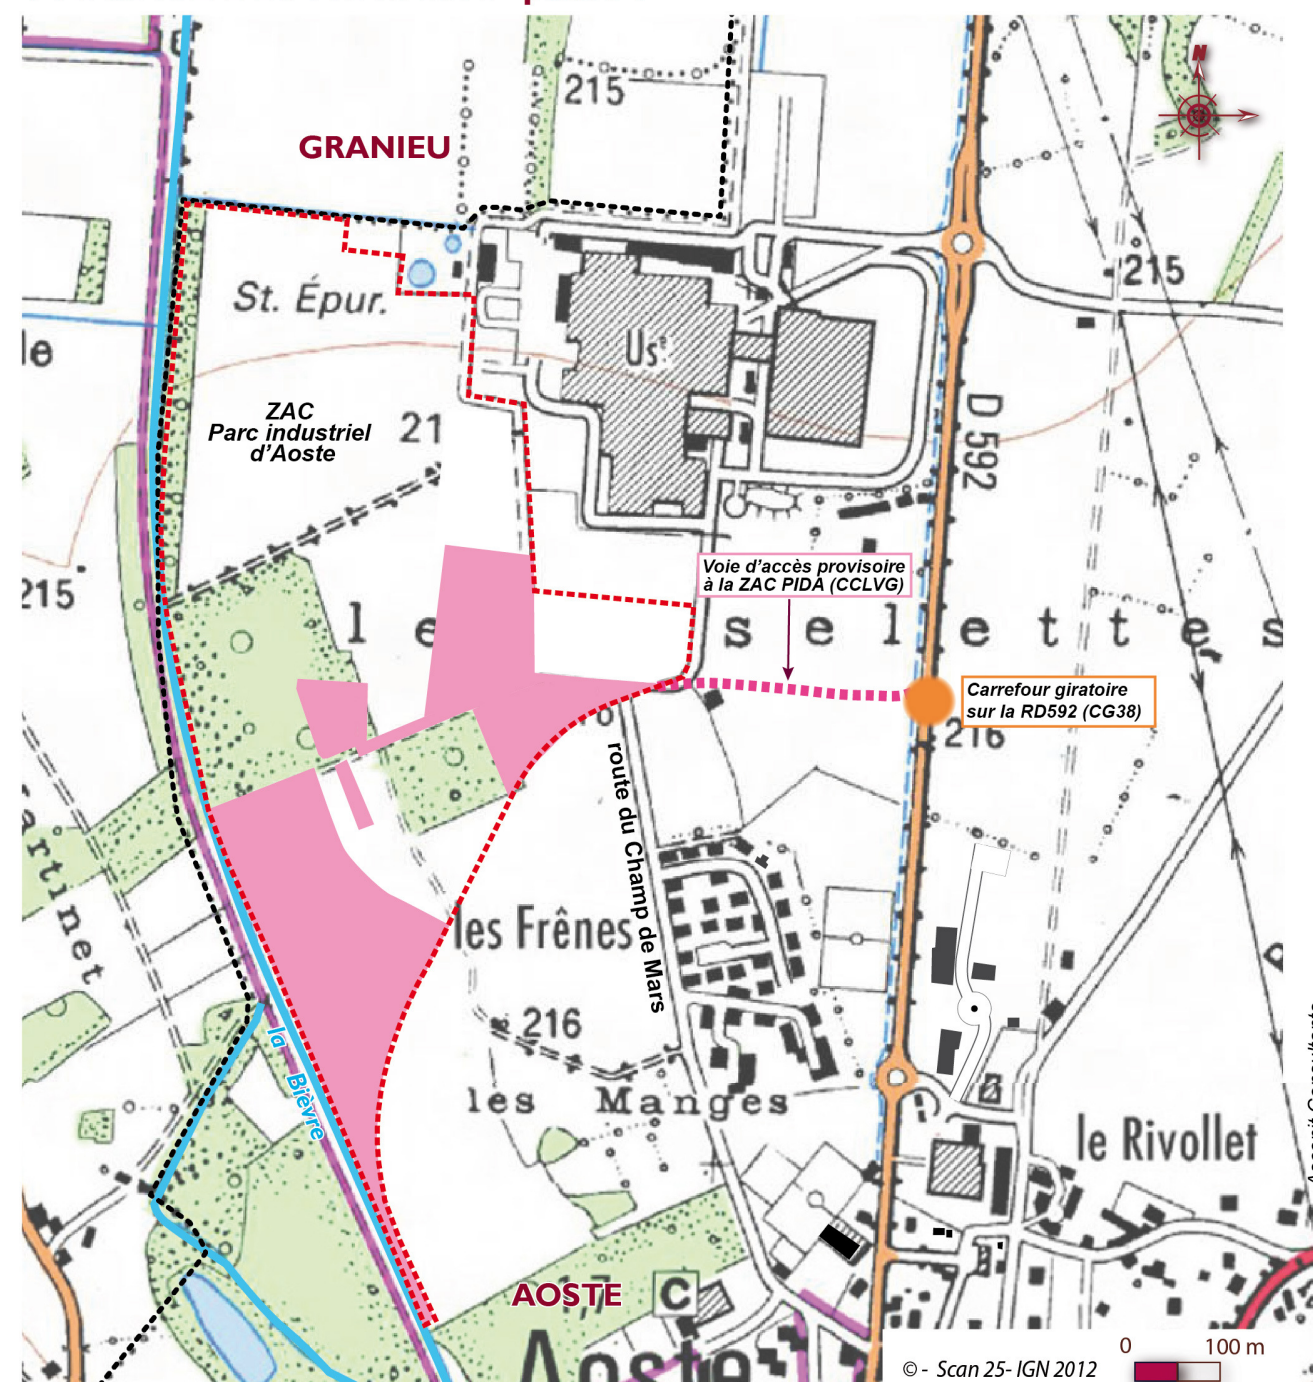 N
215
GRANIEU
215
St. Épur.
Us.
le
ZAC
Parc industriel
d'Aoste
21
D 592
215
Voie d'accès provisoire
à la ZAC PIDA (CCLVG)
l e s e l e t t e s
Carrefour giratoire
sur la RD592 (CG38)
216
route du Champ de Mars
artinet
les Frênes
216
la Bièvre
les Manges
le Rivollet
AOSTE
17
C
Aoste
0 100 m
© - Scan 25- IGN 2012